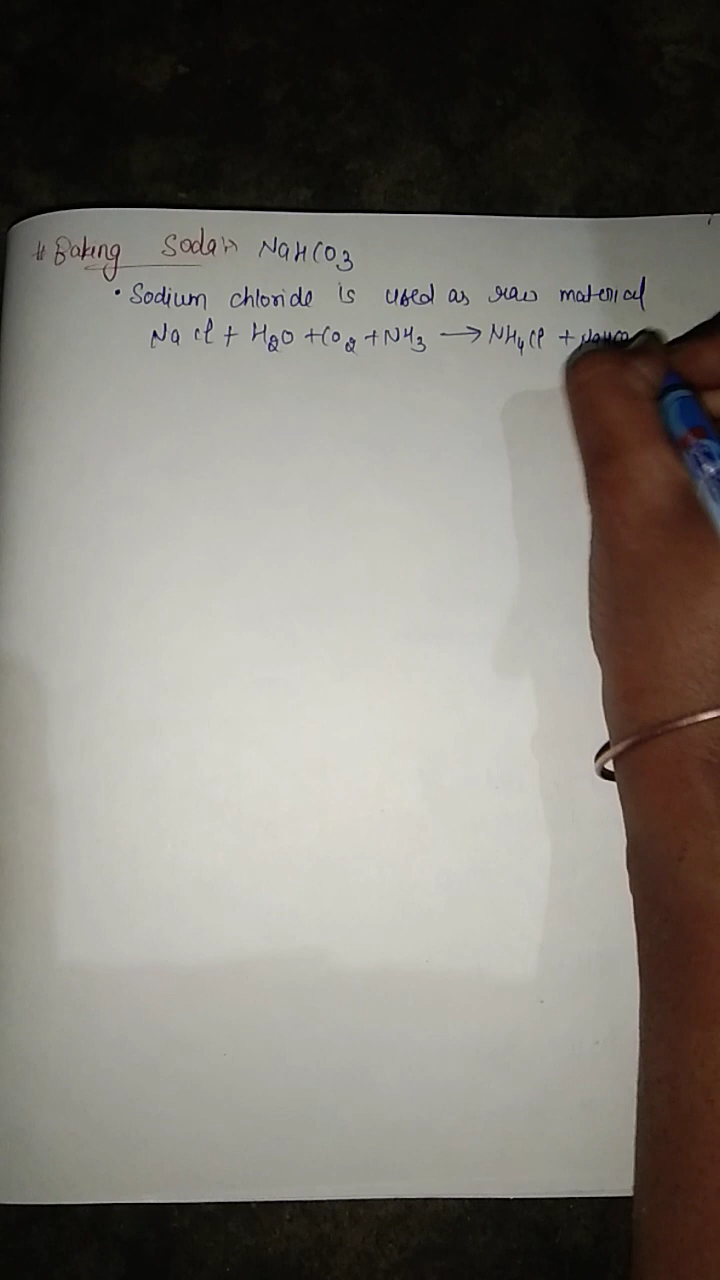 # Baking Soda:→ NaHCO3
• Sodium chloride is used as raw material
NaCl + H2O + CO2 + NH3 → NH4Cl +